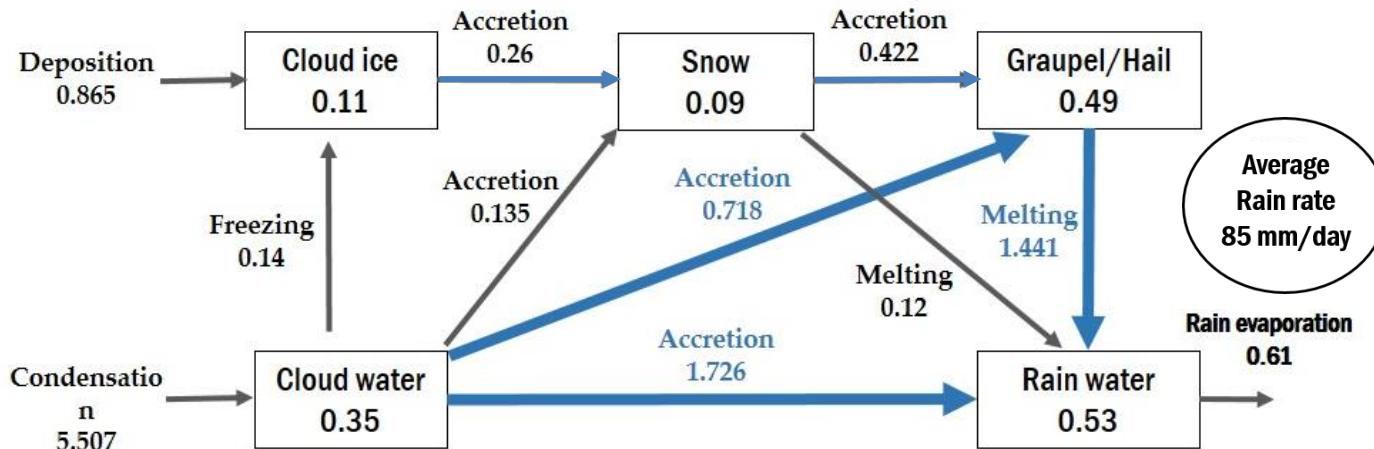 Accretion
0.26
Accretion
0.422
Deposition
0.865
Cloud ice
0.11
Snow
0.09
Graupel/Hail
0.49
Average
Rain rate
85 mm/day
Accretion
0.135
Accretion
0.718
Freezing
0.14
Melting
1.441
Melting
0.12
Rain evaporation
0.61
Condensatio
n
5.507
Cloud water
0.35
Accretion
1.726
Rain water
0.53